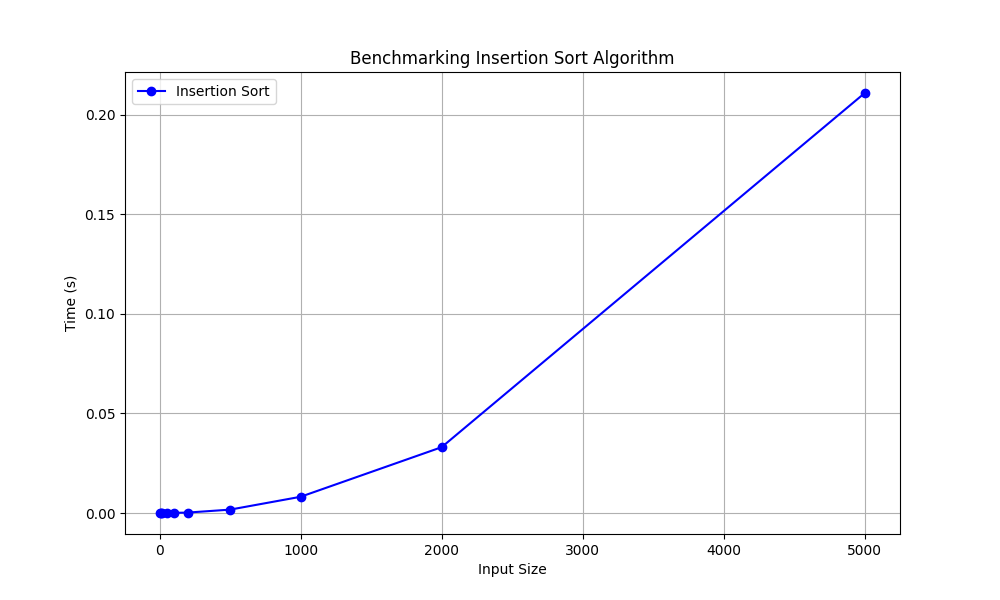 Benchmarking Insertion Sort Algorithm
Insertion Sort
0.20
0.15
0.10
0.05
0.00
Time (s)
0 1000 2000 3000 4000 5000
Input Size